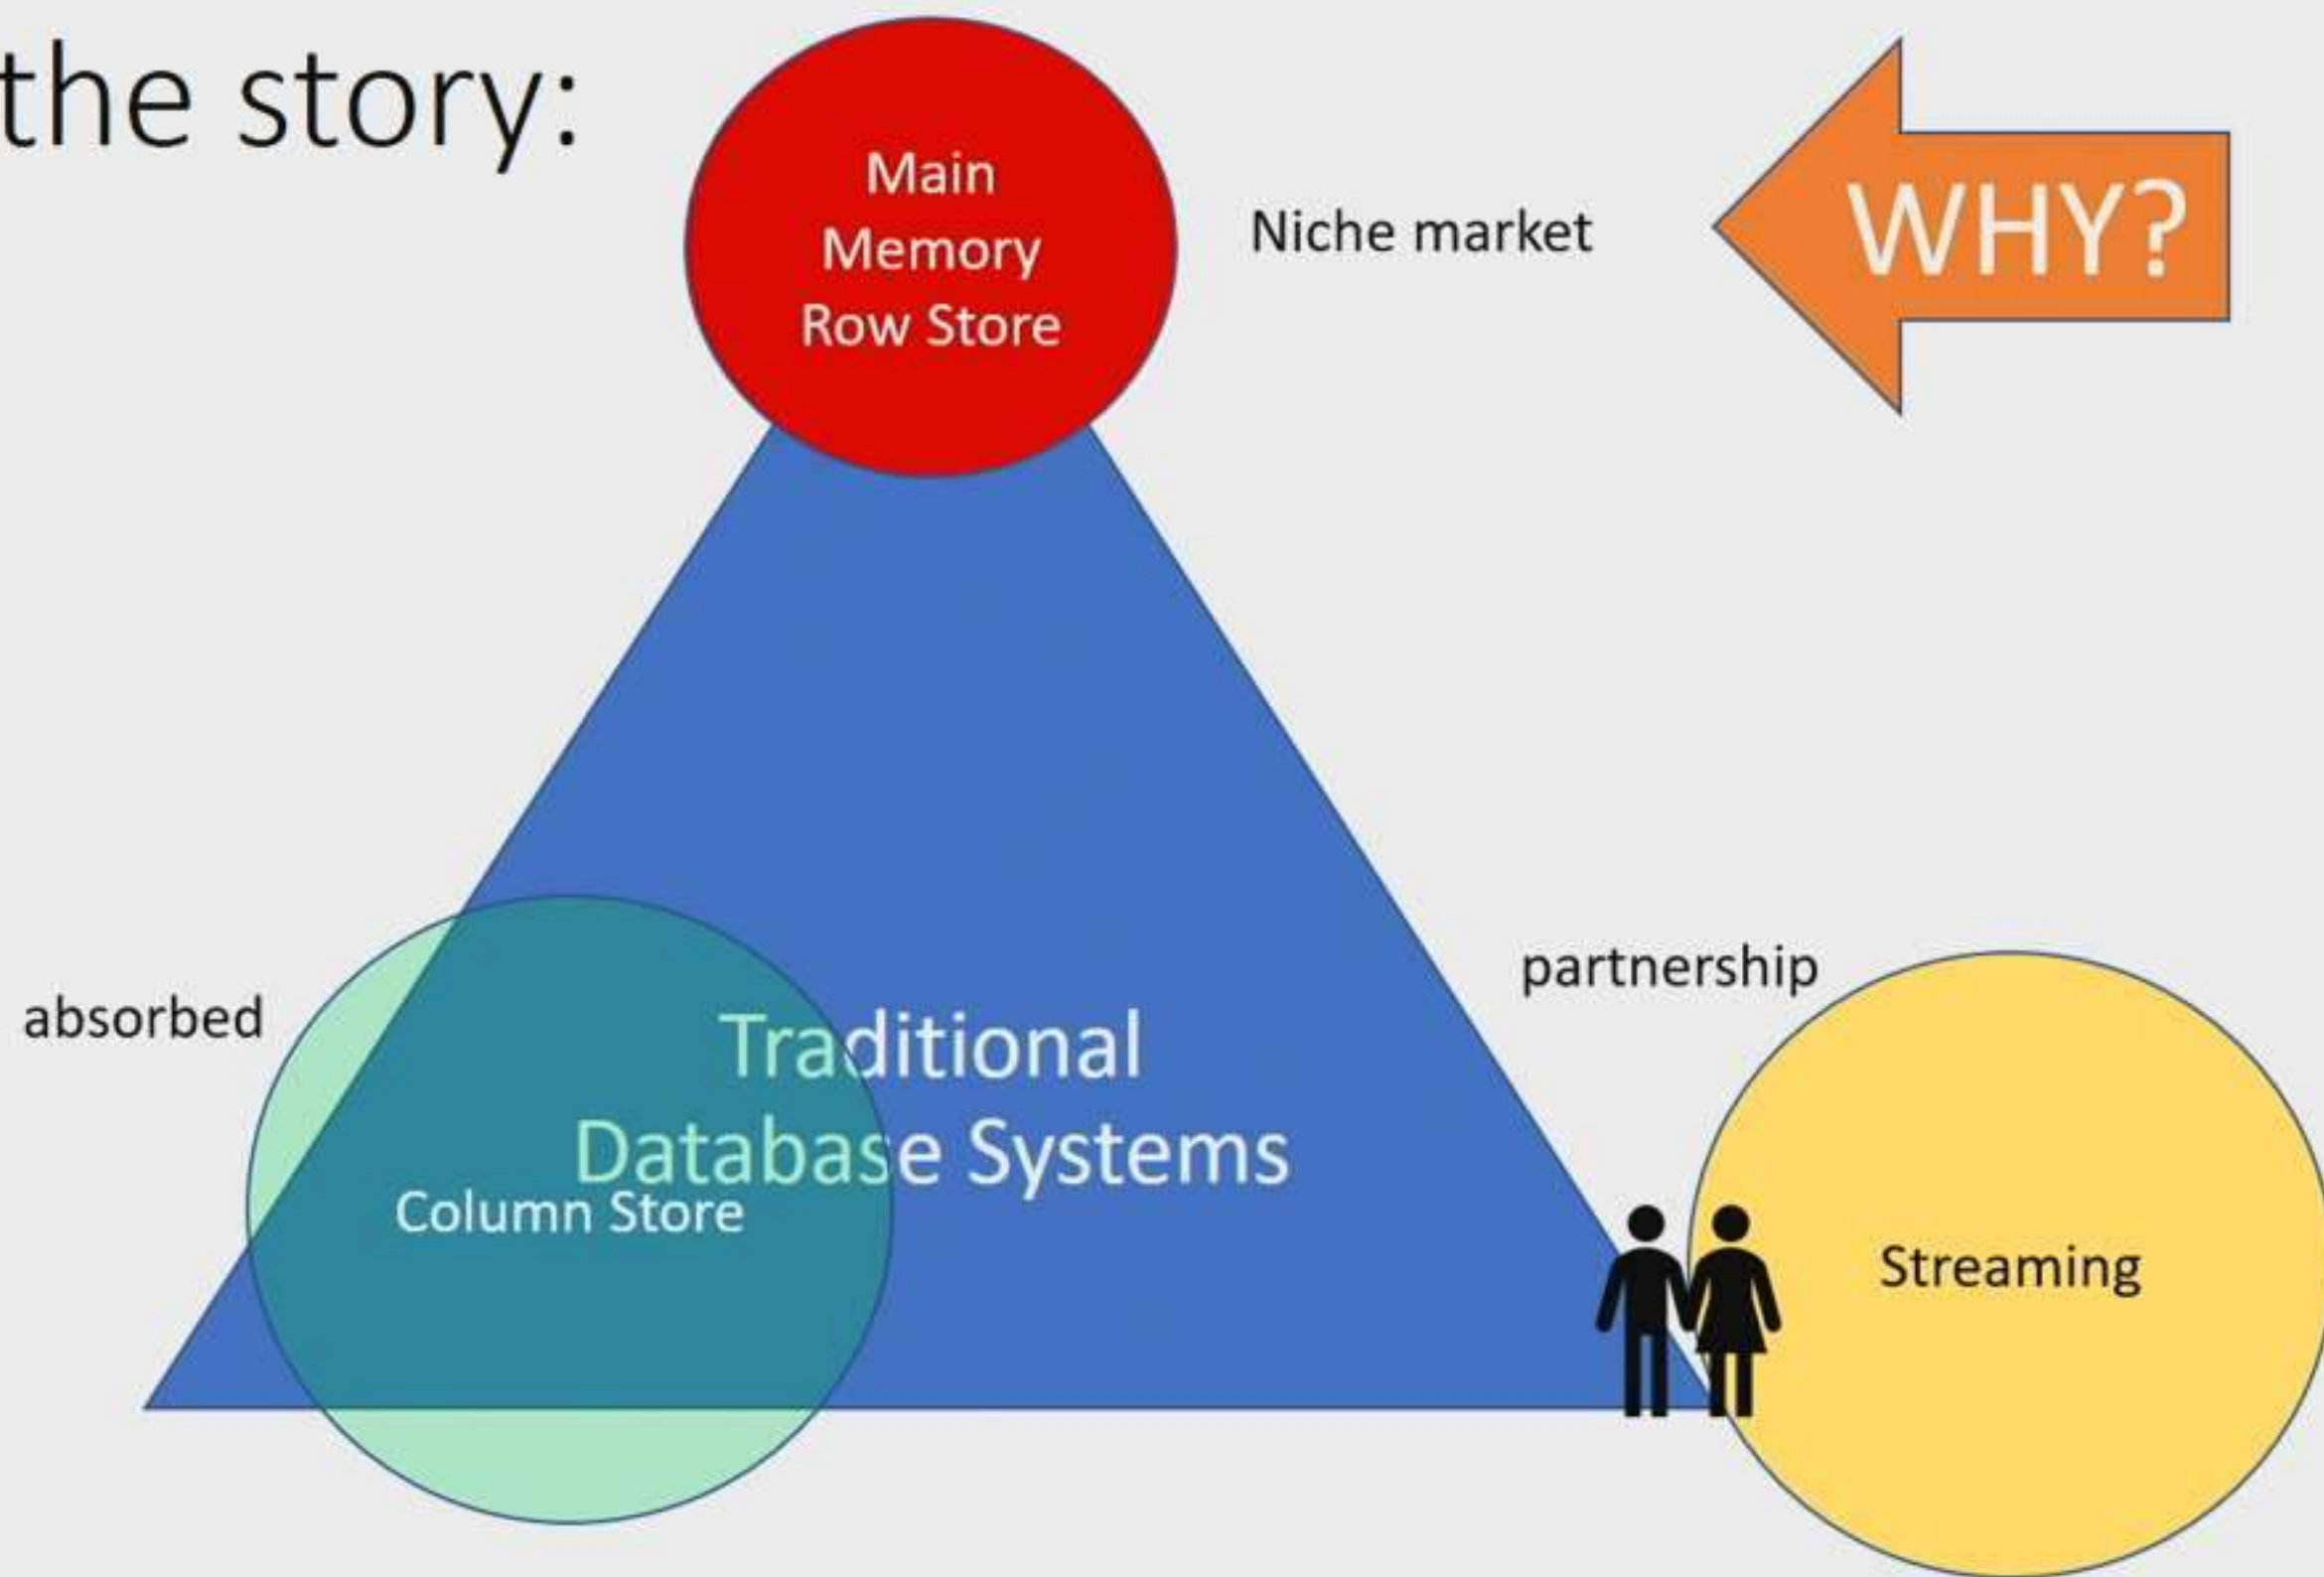 the story:
Main
Memory
Row Store
Niche market
WHY?
absorbed
Traditional
Database Systems
Column Store
partnership
Streaming